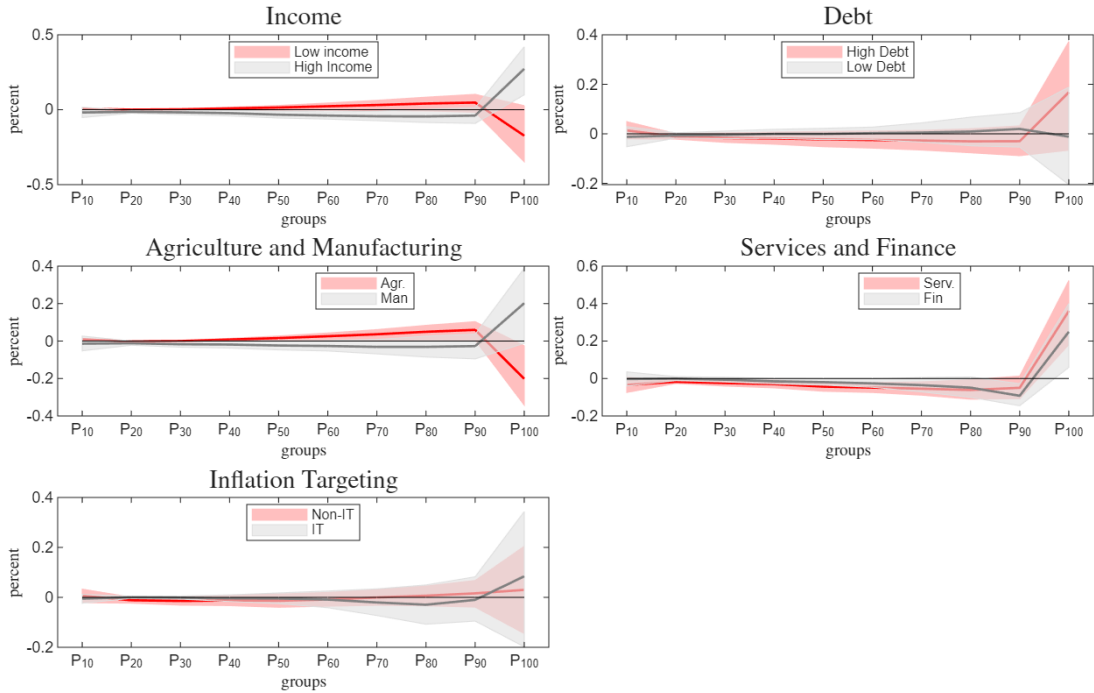 Income
0.5
0
-0.5
percent
Low income
High Income
P10 P20 P30 P40 P50 P60 P70 P80 P90 P100
groups
Debt
0.4
0.2
0
-0.2
percent
High Debt
Low Debt
P10 P20 P30 P40 P50 P60 P70 P80 P90 P100
groups
Agriculture and Manufacturing
0.4
0.2
0
-0.2
-0.4
percent
Agr.
Man
P10 P20 P30 P40 P50 P60 P70 P80 P90 P100
groups
Services and Finance
0.6
0.4
0.2
0
-0.2
percent
Serv.
Fin
P10 P20 P30 P40 P50 P60 P70 P80 P90 P100
groups
Inflation Targeting
0.4
0.2
0
-0.2
percent
Non-IT
IT
P10 P20 P30 P40 P50 P60 P70 P80 P90 P100
groups